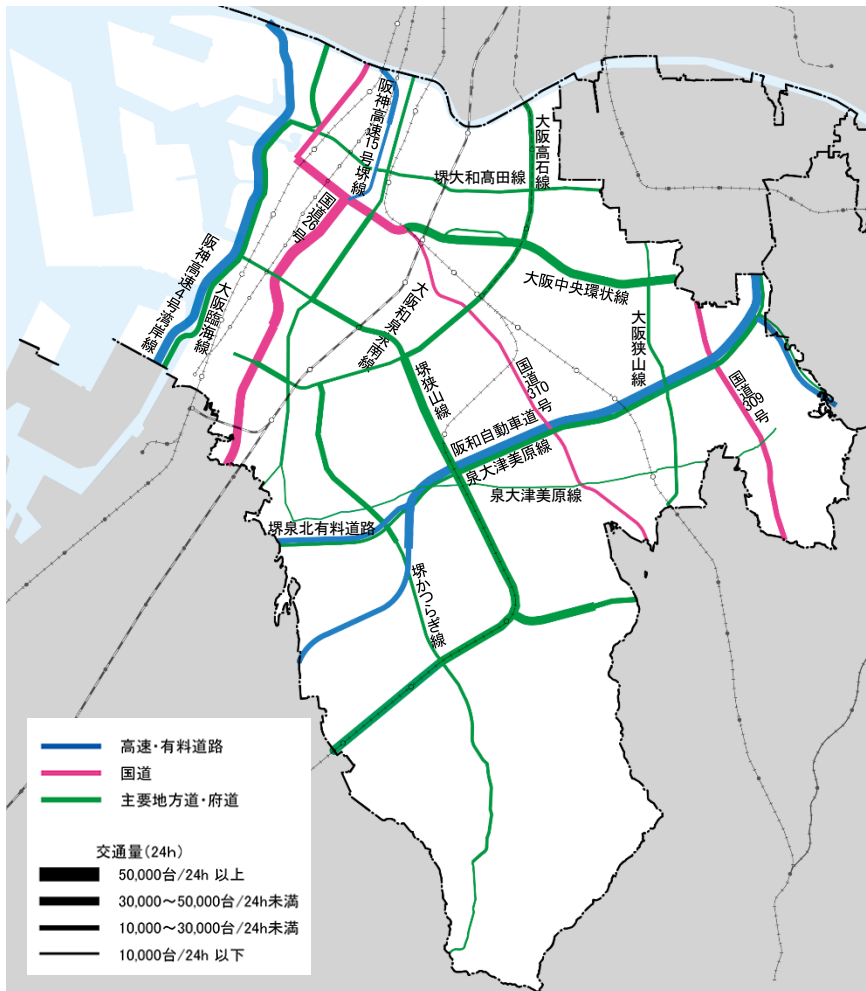 阪神高速15号堺線
大阪高石線
堺大和高田線
国道26号
阪神高速4号湾岸線
大阪臨海線
大阪中央環状線
大阪和泉泉南線
大阪狭山線
堺狭山線
国道310号
国道309号
阪和自動車道
泉大津美原線
泉大津美原線
堺泉北有料道路
堺かつらぎ線
高速・有料道路
国道
主要地方道・府道
交通量(24h)
50,000台/24h 以上
30,000～50,000台/24h未満
10,000～30,000台/24h未満
10,000台/24h 以下